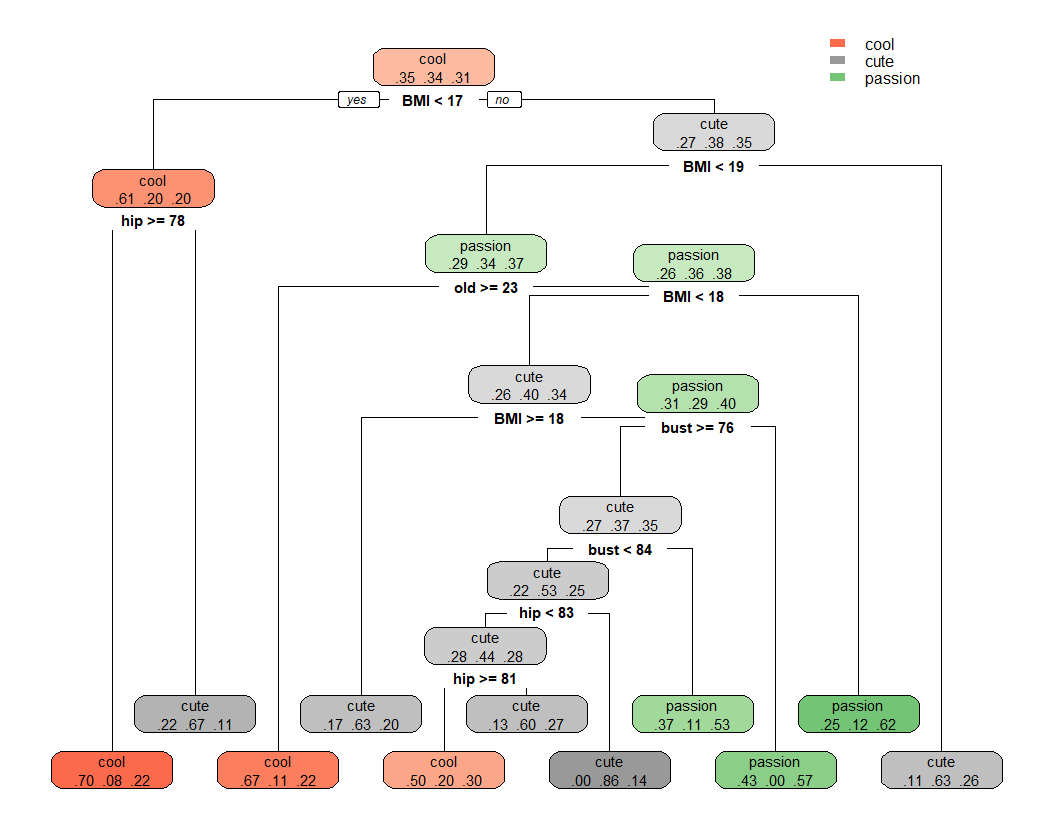 cool
cute
passion
cool
.35 .34 .31
yes BMI < 17 no
cute
.27 .38 .35
BMI < 19
cool
.61 .20 .20
hip >= 78
passion
.29 .34 .37
old >= 23
passion
.26 .36 .38
BMI < 18
cute
.26 .40 .34
BMI >= 18
passion
.31 .29 .40
bust >= 76
cute
.27 .37 .35
bust < 84
cute
.22 .53 .25
hip < 83
cute
.28 .44 .28
hip >= 81
cute
.22 .67 .11
cute
.17 .63 .20
cute
.13 .60 .27
passion
.37 .11 .53
passion
.25 .12 .62
cool
.70 .08 .22
cool
.67 .11 .22
cool
.50 .20 .30
cute
.00 .86 .14
passion
.43 .00 .57
cute
.11 .63 .26